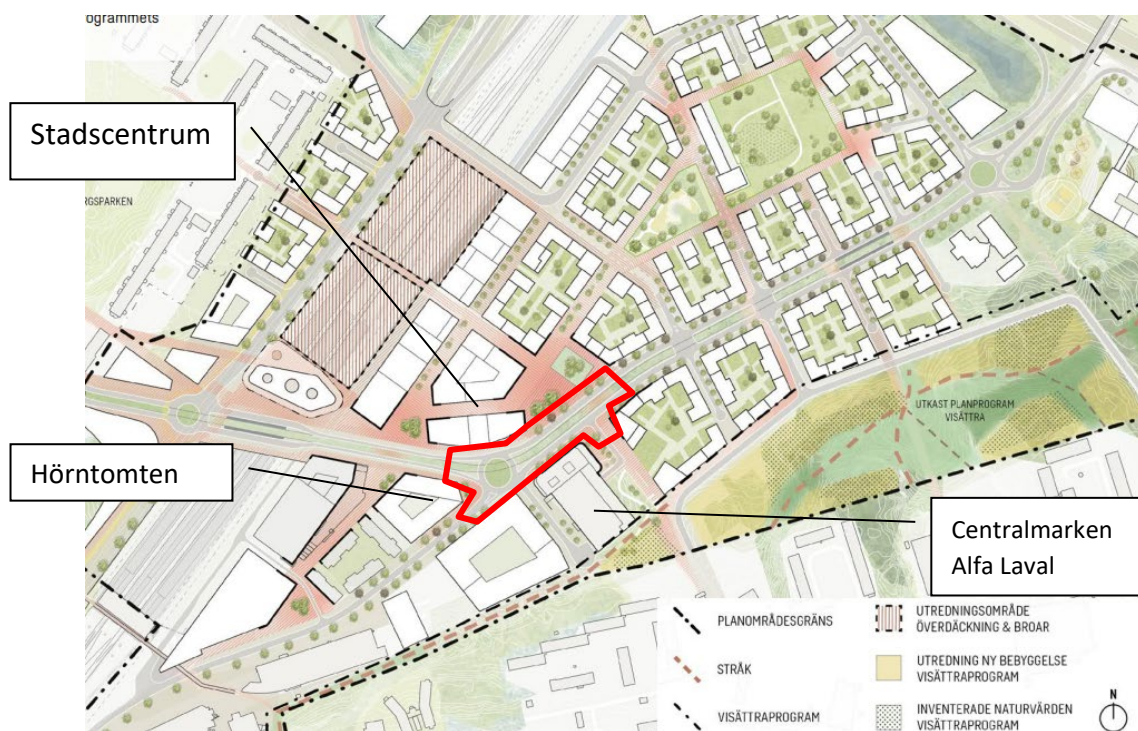 ogrammets
Stadscentrum
RGSPARKEN
Hörntomten
UTKAST PLANPROGRAM
VISÄTTRA
Centralmarken
Alfa Laval
PLANOMRÅDESGRÄNS
STRÅK
VISÄTTRAPROGRAM
UTREDNINGSOMRÅDE
ÖVERDÄCKNING & BROAR
UTREDNING NY BEBYGGELSE
VISÄTTRAPROGRAM
INVENTERADE NATURVÄRDEN
VISÄTTRAPROGRAM
N